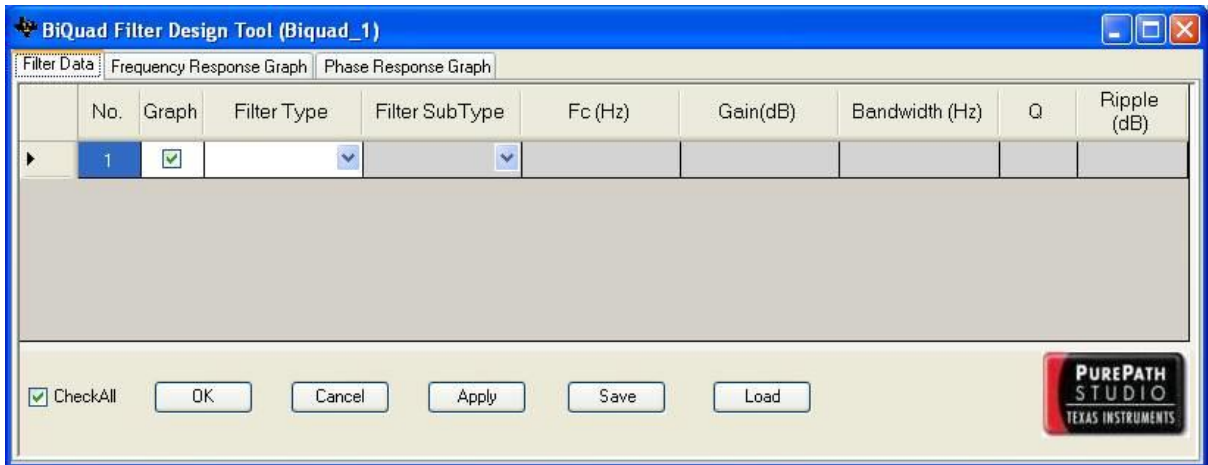 BiQuad Filter Design Tool (Biquad_1)
Filter Data Frequency Response Graph Phase Response Graph
No. Graph Filter Type Filter SubType Fc (Hz) Gain(dB) Bandwidth (Hz) Q Ripple (dB)
1
CheckAll OK Cancel Apply Save Load
PUREPATH
STUDIO
TEXAS INSTRUMENTS